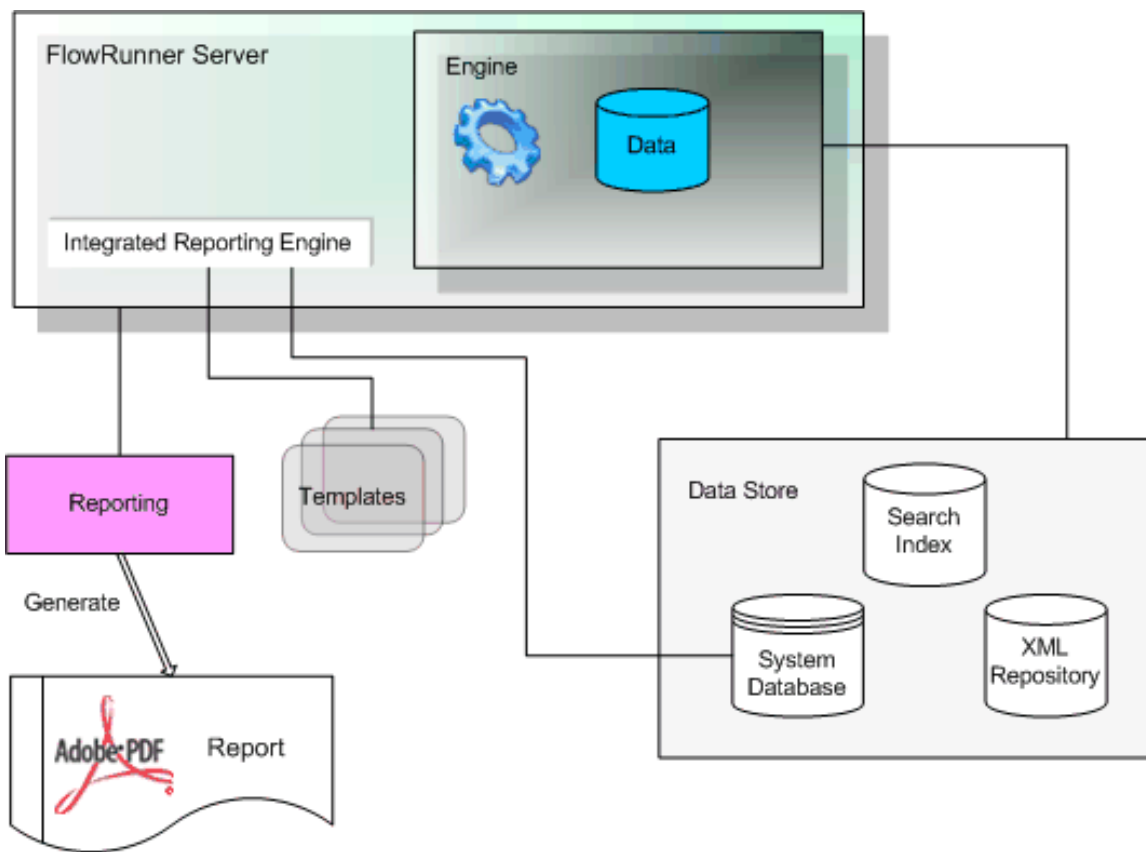 FlowRunner Server
Engine
Data
Integrated Reporting Engine
Reporting
Templates
Data Store
Search
Index
Generate
System
Database
XML
Repository
Adobe PDF
Report